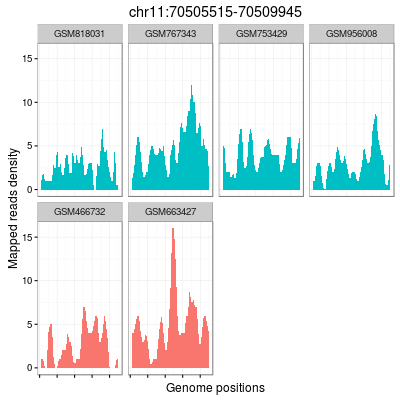 chr11:70505515-70509945
GSM818031 GSM767343 GSM753429 GSM956008
15
10
5
0
GSM466732 GSM663427
15
10
5
0
Mapped reads density
Genome positions